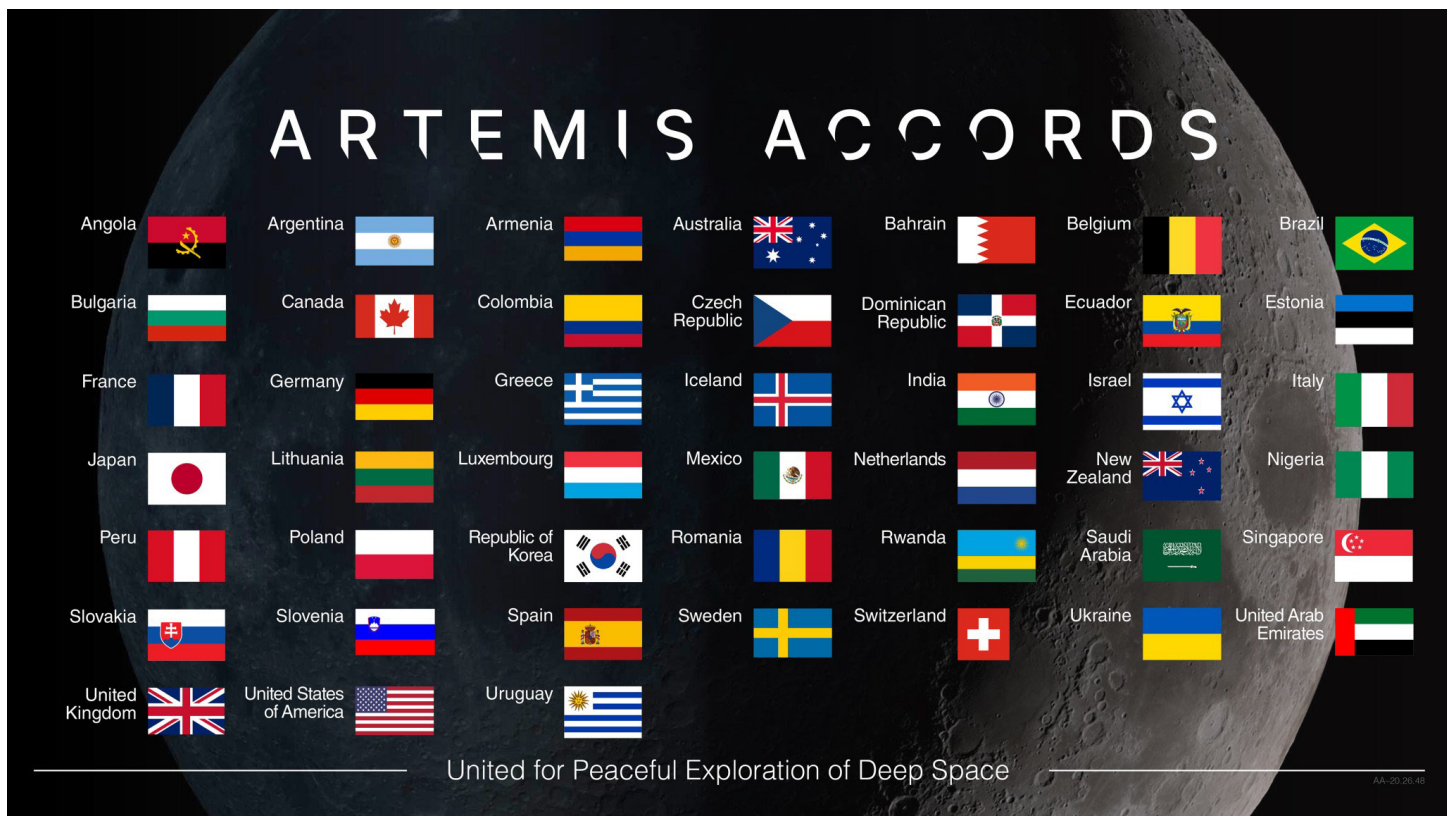 ARTEMIS ACCORDS
Angola
Argentina
Armenia
Australia
Bahrain
Belgium
Brazil
Bulgaria
Canada
Colombia
Czech
Republic
Dominican
Republic
Ecuador
Estonia
France
Germany
Greece
Iceland
India
Israel
Italy
Japan
Lithuania
Luxembourg
Mexico
Netherlands
New
Zealand
Nigeria
Peru
Poland
Republic of
Korea
Romania
Rwanda
Saudi
Arabia
Singapore
Slovakia
Slovenia
Spain
Sweden
Switzerland
Ukraine
United Arab
Emirates
United
Kingdom
United States
of America
Uruguay
United for Peaceful Exploration of Deep Space
AA-20.26.48